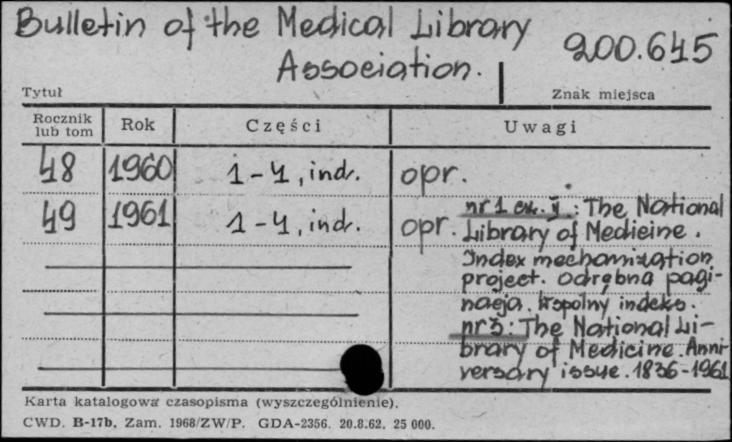 Bulletin of the Medical Library
Association.
200.645
Tytuł
Znak miejsca
Rocznik
lub tom
Rok
Części
Uwagi
48 1960 1-4, ind. opr.
49 1961 1-4, ind. opr.
nr 1 cz. : The National
Library of Medicine.
Index mechanization
project. odrębna pagi-
nacja. wspólny indeks.
nr 3: The National Li-
brary of Medicine. Anni-
versary issue. 1836-1961
Karta katalogowa czasopisma (wyszczególnienie).
CWD. B-17b, Zam. 1968/ZW/P. GDA-2356. 20.8.62. 25 000.